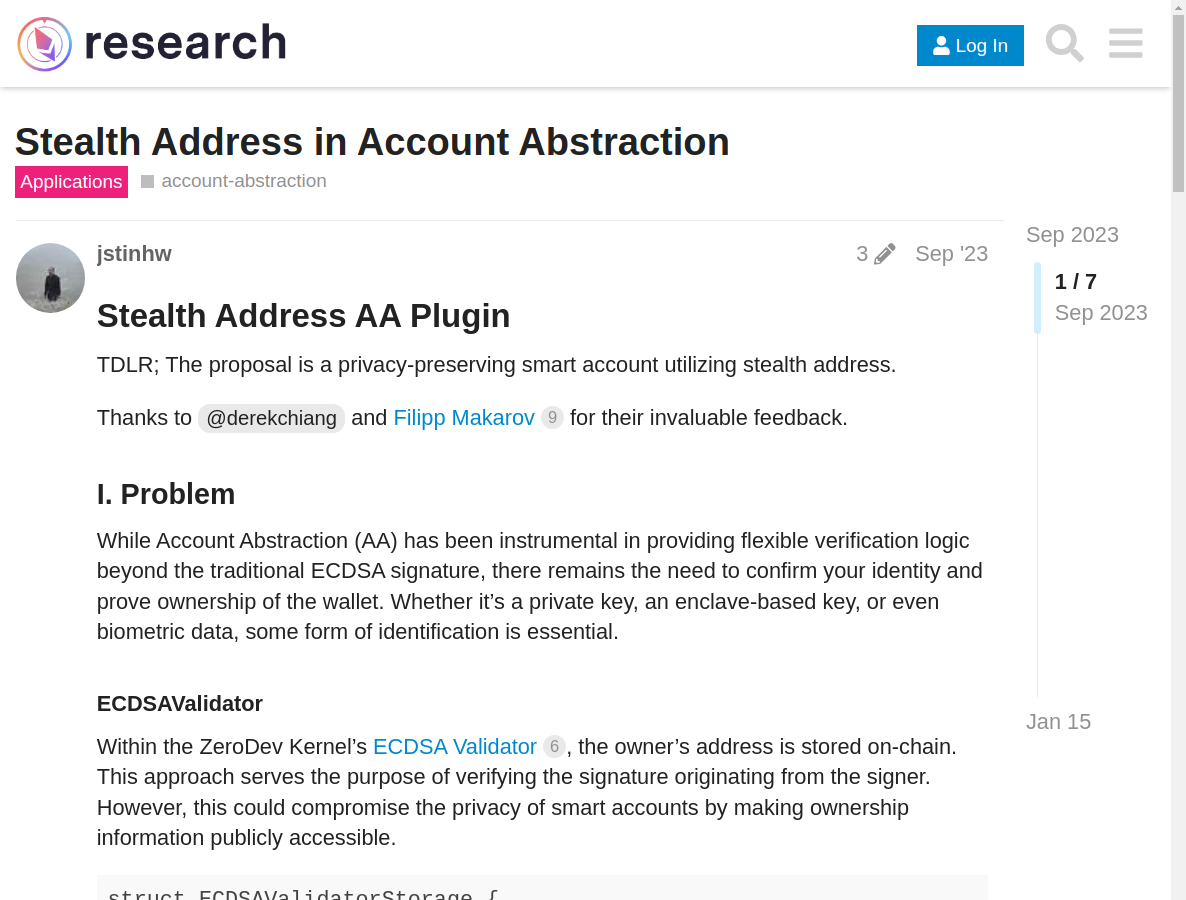 research
Log In
Stealth Address in Account Abstraction
Applications account-abstraction
jstinhw 3 Sep '23
Sep 2023
1 / 7
Sep 2023
Jan 15
Stealth Address AA Plugin
TDLR; The proposal is a privacy-preserving smart account utilizing stealth address.
Thanks to @derekchiang and Filipp Makarov 9 for their invaluable feedback.
I. Problem
While Account Abstraction (AA) has been instrumental in providing flexible verification logic
beyond the traditional ECDSA signature, there remains the need to confirm your identity and
prove ownership of the wallet. Whether it’s a private key, an enclave-based key, or even
biometric data, some form of identification is essential.
ECDSAValidator
Within the ZeroDev Kernel’s ECDSA Validator 6 , the owner’s address is stored on-chain.
This approach serves the purpose of verifying the signature originating from the signer.
However, this could compromise the privacy of smart accounts by making ownership
information publicly accessible.
struct ECDSAValidatorStorage {